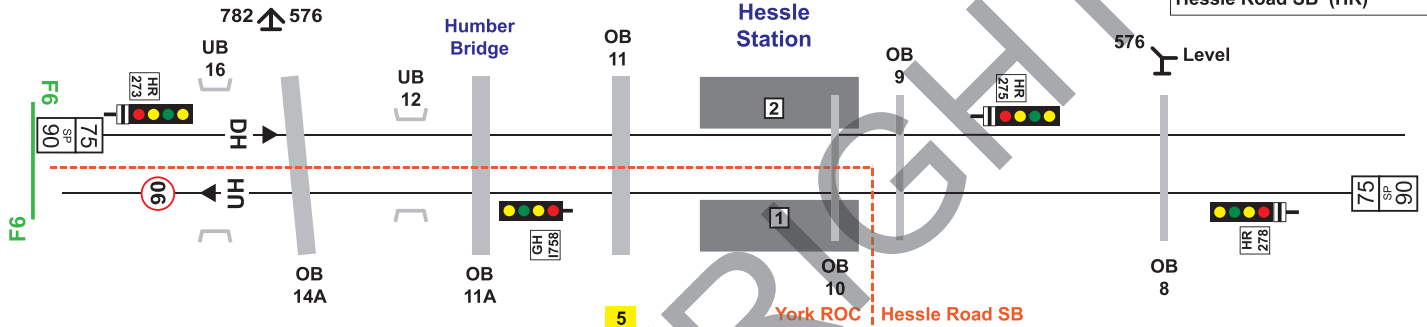 Hessle Road SB (HR)
782 576
Hessle
Station
Humber
Bridge
OB
11
576
Level
UB
16
OB
9
UB
12
HR
273
HR
275
F6
2
75
SP
90
DH
90
UH
1
75
SP
90
F6
GH
I758
HR
278
OB
14A
OB
11A
OB
10
OB
8
5
York ROC
Hessle Road SB
RIGHT